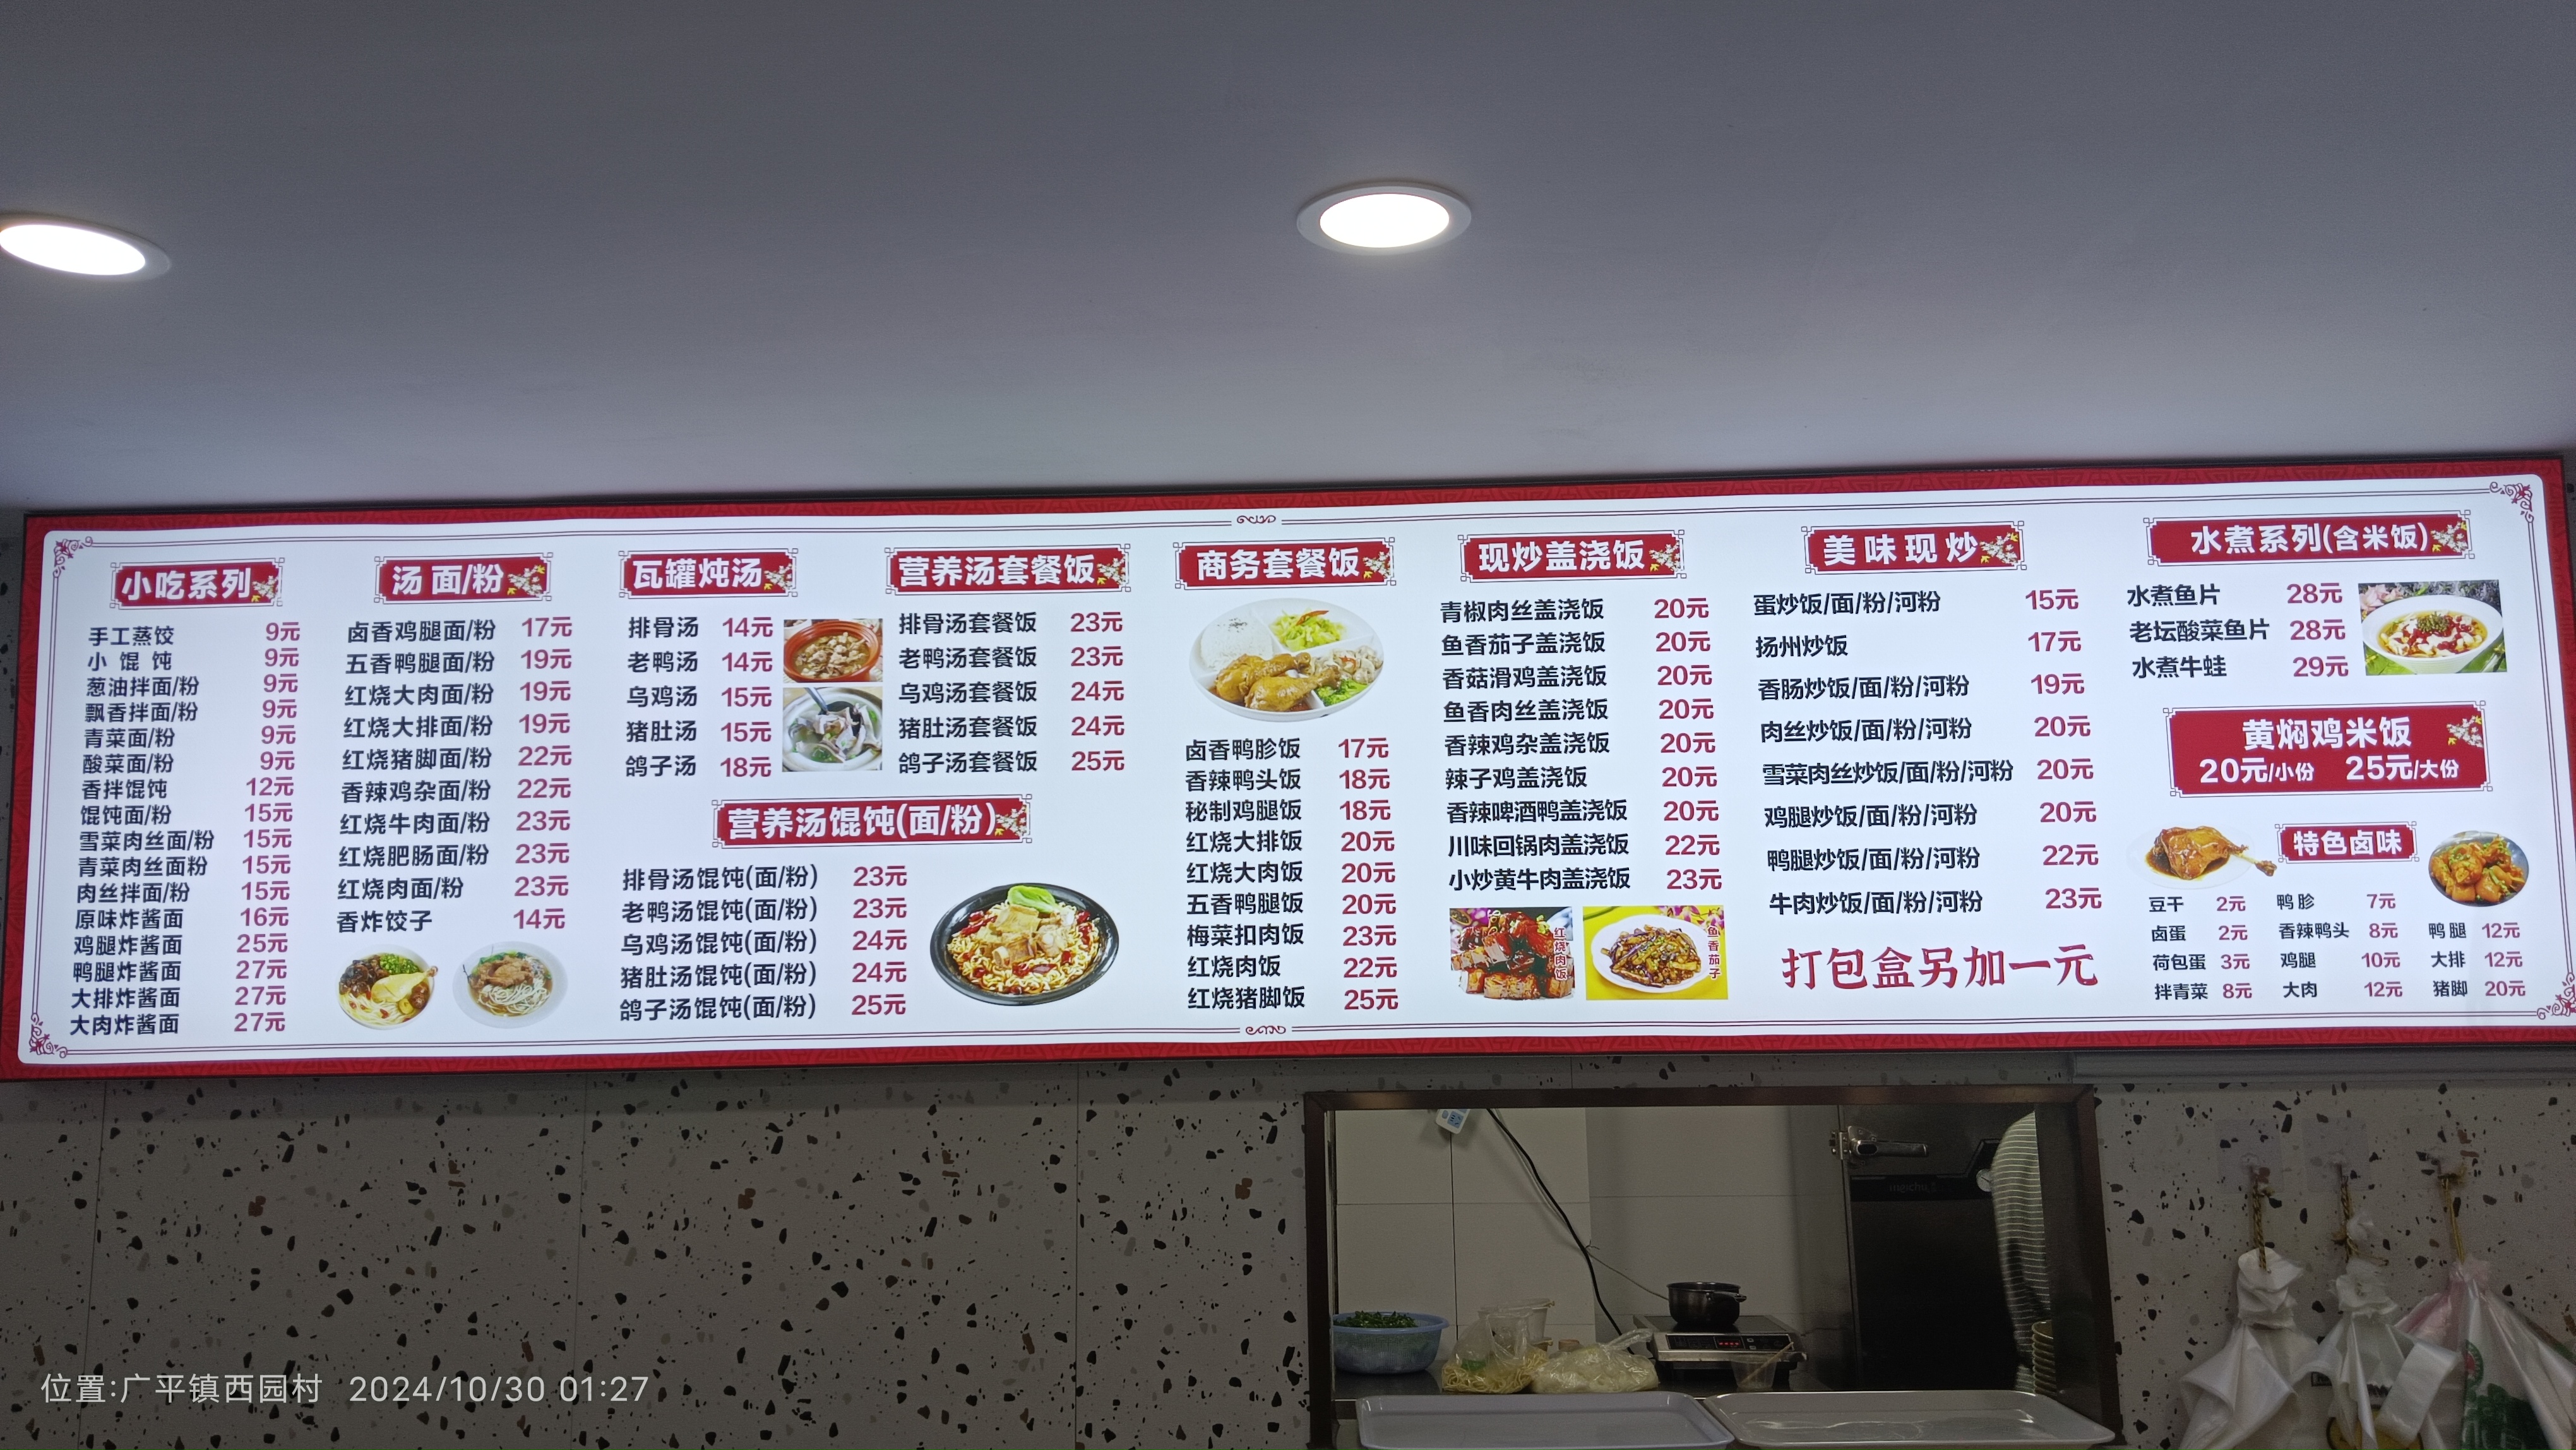 小吃系列
手工蒸饺 9元
小馄饨 9元
葱油拌面/粉 9元
飘香拌面/粉 9元
青菜面/粉 9元
酸菜面/粉 9元
香拌馄饨 12元
馄饨面/粉 15元
雪菜肉丝面/粉 15元
青菜肉丝面粉 15元
肉丝拌面/粉 15元
原味炸酱面 16元
鸡腿炸酱面 25元
鸭腿炸酱面 27元
大排炸酱面 27元
大肉炸酱面 27元
汤面/粉
卤香鸡腿面/粉 17元
五香鸭腿面/粉 19元
红烧大肉面/粉 19元
红烧大排面/粉 19元
红烧猪脚面/粉 22元
香辣鸡杂面/粉 22元
红烧牛肉面/粉 23元
红烧肥肠面/粉 23元
红烧肉面/粉 23元
香炸饺子 14元
瓦罐炖汤
排骨汤 14元
老鸭汤 14元
乌鸡汤 15元
猪肚汤 15元
鸽子汤 18元
营养汤套餐饭
排骨汤套餐饭 23元
老鸭汤套餐饭 23元
乌鸡汤套餐饭 24元
猪肚汤套餐饭 24元
鸽子汤套餐饭 25元
营养汤馄饨(面/粉)
排骨汤馄饨(面/粉) 23元
老鸭汤馄饨(面/粉) 23元
乌鸡汤馄饨(面/粉) 24元
猪肚汤馄饨(面/粉) 24元
鸽子汤馄饨(面/粉) 25元
商务套餐饭
卤香鸭胗饭 17元
香辣鸭头饭 18元
秘制鸡腿饭 18元
红烧大排饭 20元
红烧大肉饭 20元
五香鸭腿饭 20元
梅菜扣肉饭 23元
红烧肉饭 22元
红烧猪脚饭 25元
现炒盖浇饭
青椒肉丝盖浇饭 20元
鱼香茄子盖浇饭 20元
香菇滑鸡盖浇饭 20元
鱼香肉丝盖浇饭 20元
香辣鸡杂盖浇饭 20元
辣子鸡盖浇饭 20元
香辣啤酒鸭盖浇饭 20元
川味回锅肉盖浇饭 22元
小炒黄牛肉盖浇饭 23元
红烧肉饭
鱼香茄子
美味现炒
蛋炒饭/面/粉/河粉 15元
扬州炒饭 17元
香肠炒饭/面/粉/河粉 19元
肉丝炒饭/面/粉/河粉 20元
雪菜肉丝炒饭/面/粉/河粉 20元
鸡腿炒饭/面/粉/河粉 20元
鸭腿炒饭/面/粉/河粉 22元
牛肉炒饭/面/粉/河粉 23元
打包盒另加一元
水煮系列(含米饭)
水煮鱼片 28元
老坛酸菜鱼片 28元
水煮牛蛙 29元
黄焖鸡米饭
20元/小份 25元/大份
特色卤味
豆干 2元 鸭胗 7元
卤蛋 2元 香辣鸭头 8元 鸭腿 12元
荷包蛋 3元 鸡腿 10元 大排 12元
拌青菜 8元 大肉 12元 猪脚 20元
meichu
位置:广平镇西园村 2024/10/30 01:27